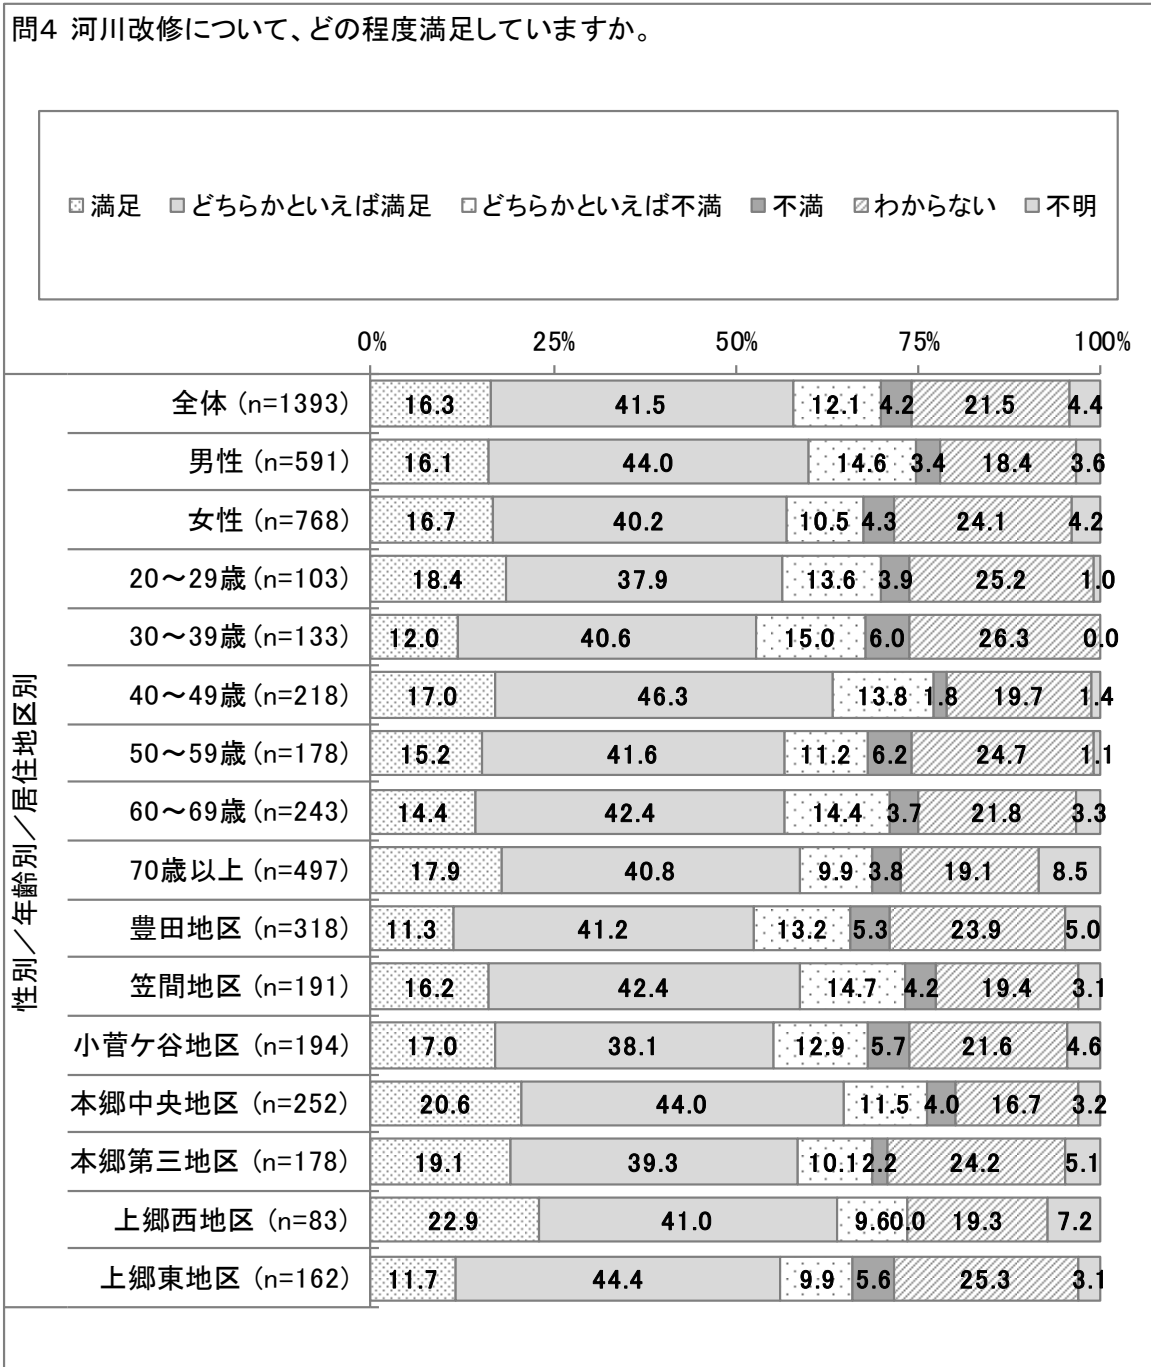 問4 河川改修について、どの程度満足していますか。
満足 どちらかといえば満足 どちらかといえば不満 不満 わからない 不明
0% 25% 50% 75% 100%
性別／年齢別／居住地区別
全体 (n=1393) 16.3 41.5 12.1 4.2 21.5 4.4
男性 (n=591) 16.1 44.0 14.6 3.4 18.4 3.6
女性 (n=768) 16.7 40.2 10.5 4.3 24.1 4.2
20～29歳 (n=103) 18.4 37.9 13.6 3.9 25.2 1.0
30～39歳 (n=133) 12.0 40.6 15.0 6.0 26.3 0.0
40～49歳 (n=218) 17.0 46.3 13.8 1.8 19.7 1.4
50～59歳 (n=178) 15.2 41.6 11.2 6.2 24.7 1.1
60～69歳 (n=243) 14.4 42.4 14.4 3.7 21.8 3.3
70歳以上 (n=497) 17.9 40.8 9.9 3.8 19.1 8.5
豊田地区 (n=318) 11.3 41.2 13.2 5.3 23.9 5.0
笠間地区 (n=191) 16.2 42.4 14.7 4.2 19.4 3.1
小菅ケ谷地区 (n=194) 17.0 38.1 12.9 5.7 21.6 4.6
本郷中央地区 (n=252) 20.6 44.0 11.5 4.0 16.7 3.2
本郷第三地区 (n=178) 19.1 39.3 10.1 2.2 24.2 5.1
上郷西地区 (n=83) 22.9 41.0 9.6 0.0 19.3 7.2
上郷東地区 (n=162) 11.7 44.4 9.9 5.6 25.3 3.1